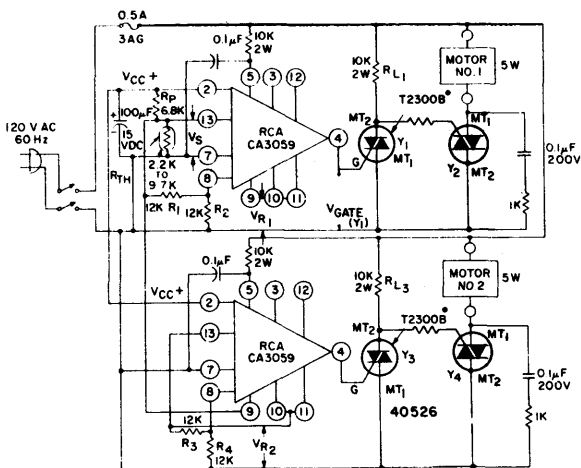 0.5A
3AG
0.1μF
10K
2W
10K
2W
RL1
MOTOR
NO. 1
5W
VCC+
2
5
3
12
RP
6.8K
100μF
13
15
VDC
VS
RCA
CA3059
4
MT2
T2300B
MT1
G
Y1
MT1
Y2
MT2
0.1μF
200V
1K
120 V AC
60 Hz
RTH
2.2K
TO
9.7K
7
8
12K
R1
12K
R2
9
10
11
VR1
VGATE
(Y1)
0.1μF
10K
2W
10K
2W
RL3
MOTOR
NO 2
5W
VCC+
2
5
3
12
13
RCA
CA3059
4
MT2
T2300B
MT1
7
G
Y3
MT1
Y4
MT2
0.1μF
200V
8
9
10
11
40526
1K
12K
R3
R4
12K
VR2